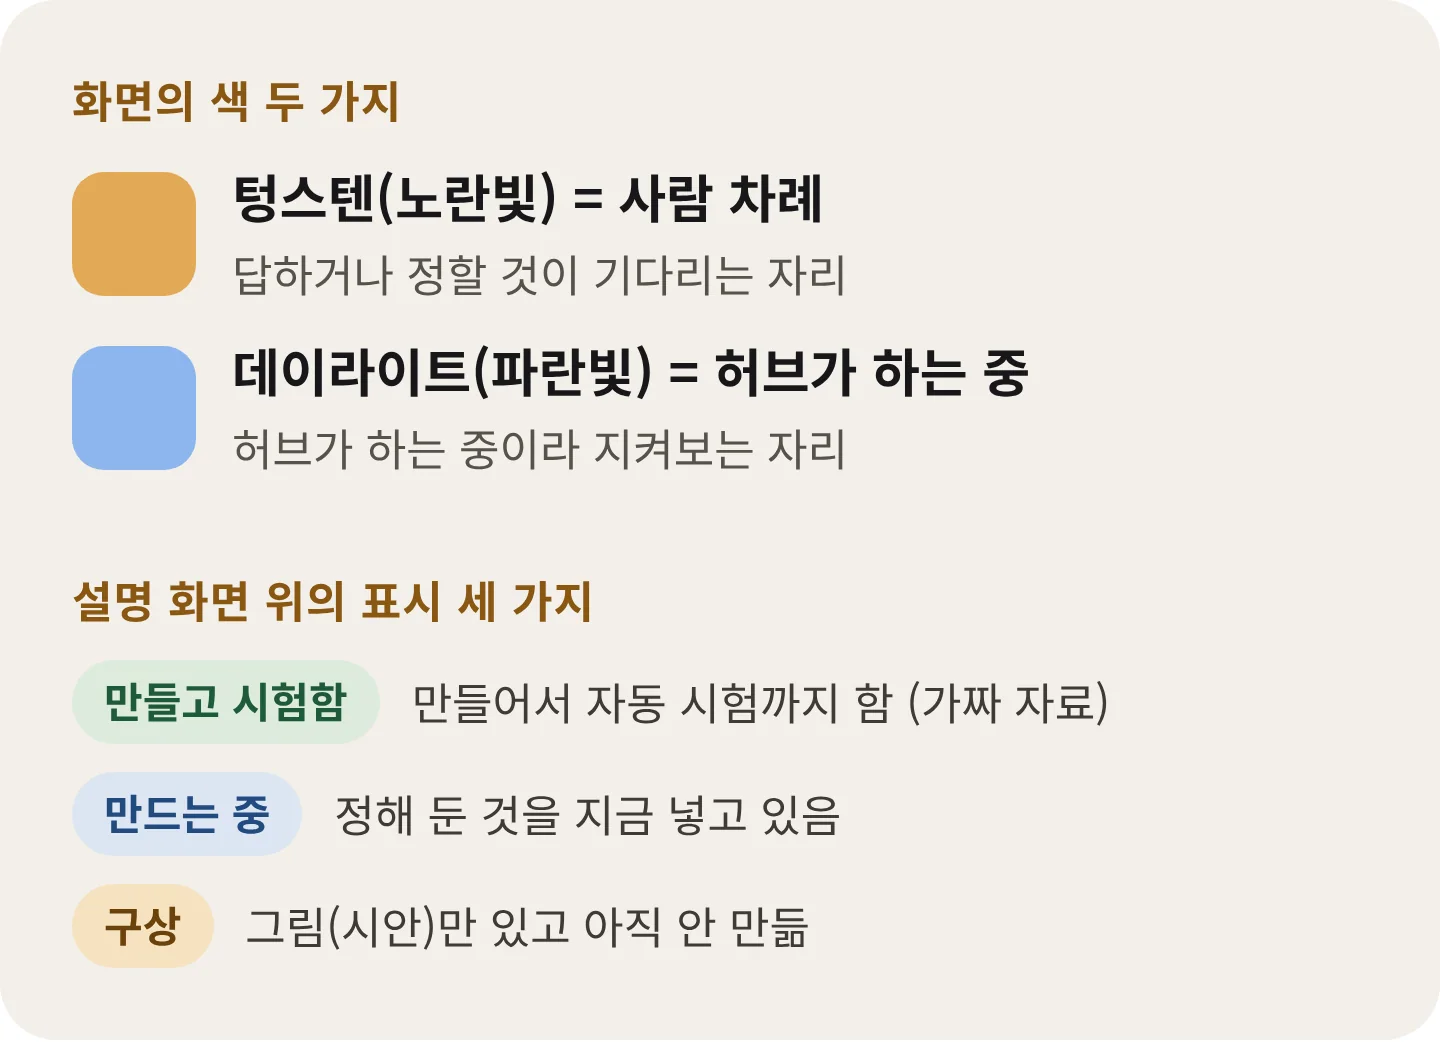 화면의 색 두 가지
텅스텐(노란빛) = 사람 차례
답하거나 정할 것이 기다리는 자리
데이라이트(파란빛) = 허브가 하는 중
허브가 하는 중이라 지켜보는 자리
설명 화면 위의 표시 세 가지
만들고 시험함 만들어서 자동 시험까지 함 (가짜 자료)
만드는 중 정해 둔 것을 지금 넣고 있음
구상 그림(시안)만 있고 아직 안 만듦